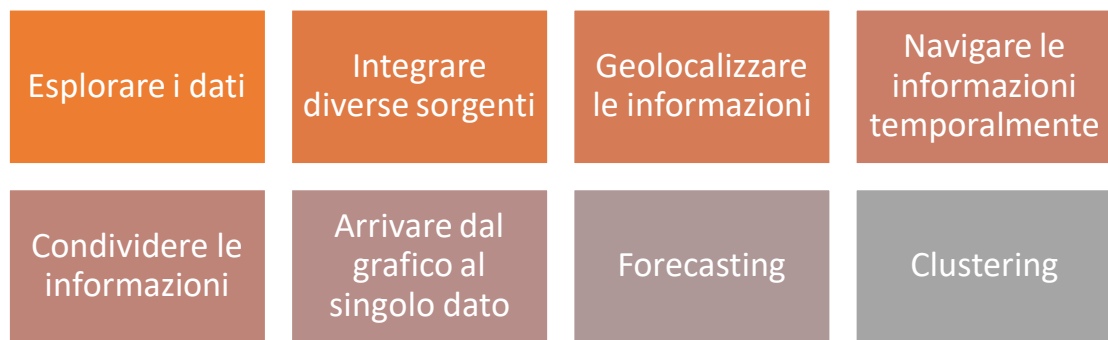 Esplorare i dati
Integrare
diverse sorgenti
Geolocalizzare
le informazioni
Navigare le
informazioni
temporalmente
Condividere le
informazioni
Arrivare dal
grafico al
singolo dato
Forecasting
Clustering